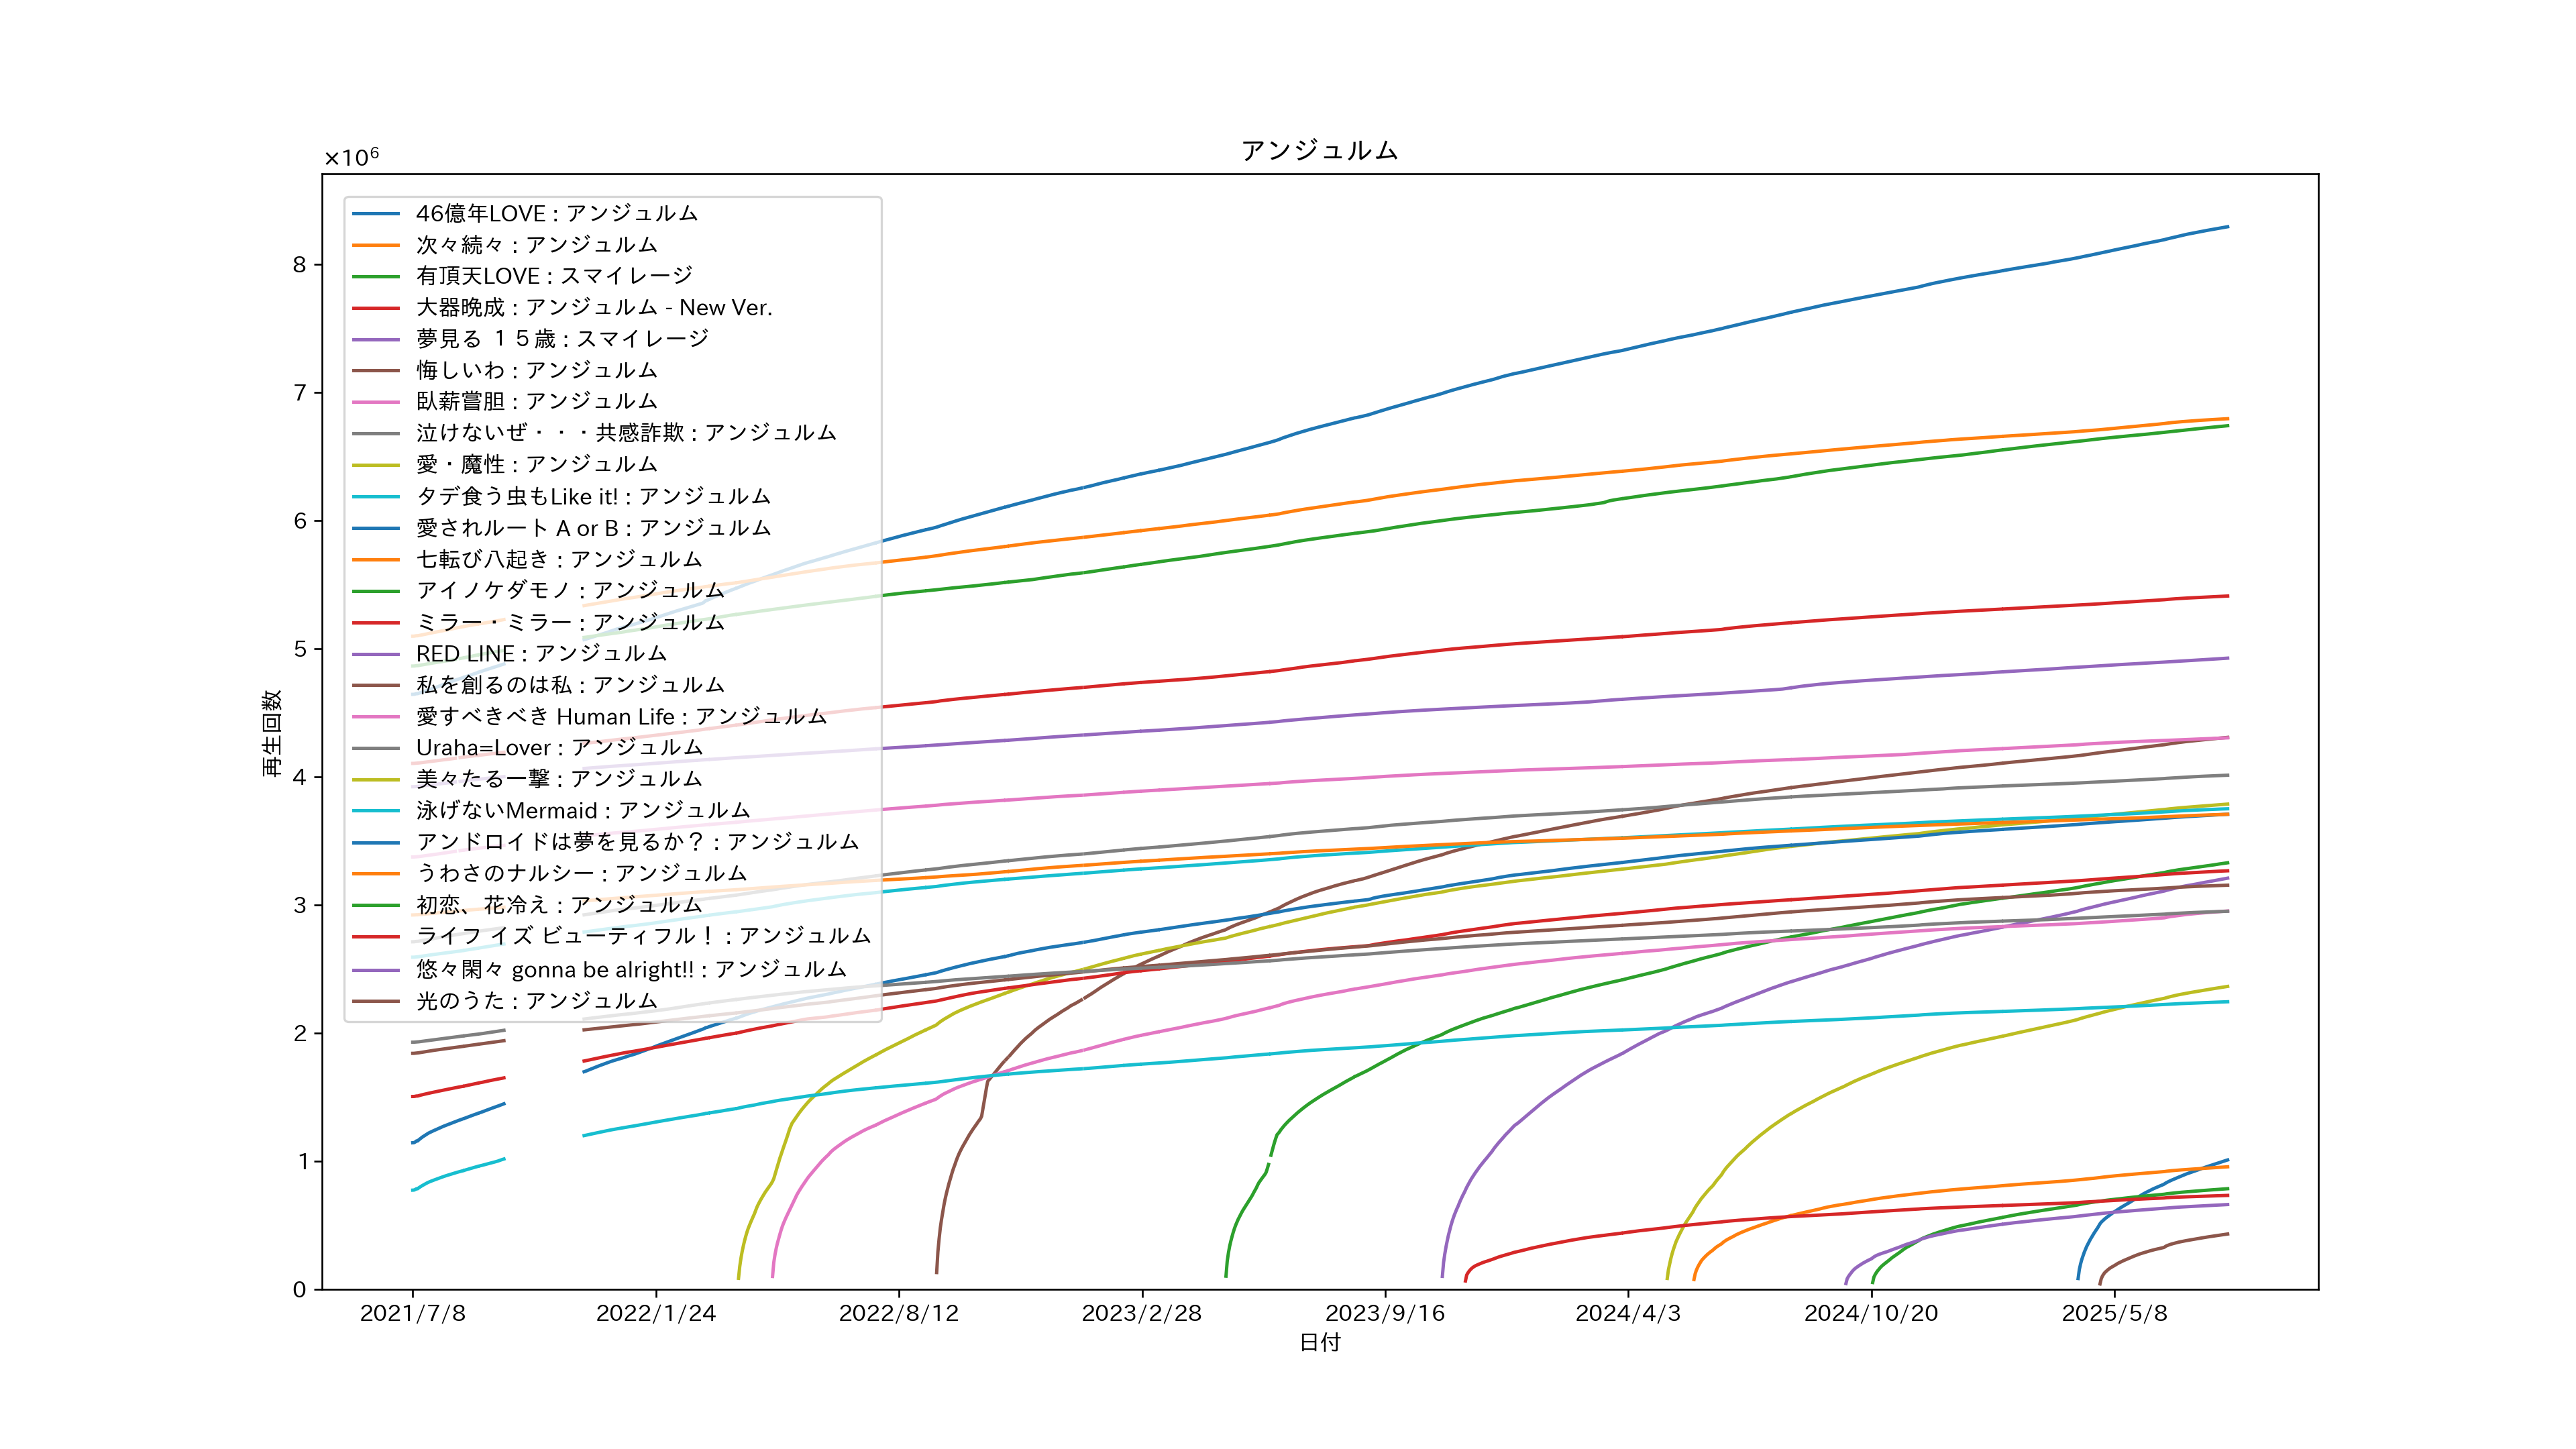 アンジュルム
×10⁶
46億年LOVE : アンジュルム
次々続々 : アンジュルム
有頂天LOVE : スマイレージ
大器晩成 : アンジュルム - New Ver.
夢見る １５歳 : スマイレージ
悔しいわ : アンジュルム
臥薪嘗胆 : アンジュルム
泣けないぜ・・・共感詐欺 : アンジュルム
愛・魔性 : アンジュルム
タデ食う虫もLike it! : アンジュルム
愛されルート A or B : アンジュルム
七転び八起き : アンジュルム
アイノケダモノ : アンジュルム
ミラー・ミラー : アンジュルム
RED LINE : アンジュルム
私を創るのは私 : アンジュルム
愛すべきべき Human Life : アンジュルム
Uraha=Lover : アンジュルム
美々たる一撃 : アンジュルム
泳げないMermaid : アンジュルム
アンドロイドは夢を見るか？ : アンジュルム
うわさのナルシー : アンジュルム
初恋、花冷え : アンジュルム
ライフ イズ ビューティフル！ : アンジュルム
悠々閑々 gonna be alright!! : アンジュルム
光のうた : アンジュルム
8
7
6
5
4
3
2
1
0
再生回数
2021/7/8
2022/1/24
2022/8/12
2023/2/28
2023/9/16
2024/4/3
2024/10/20
2025/5/8
日付